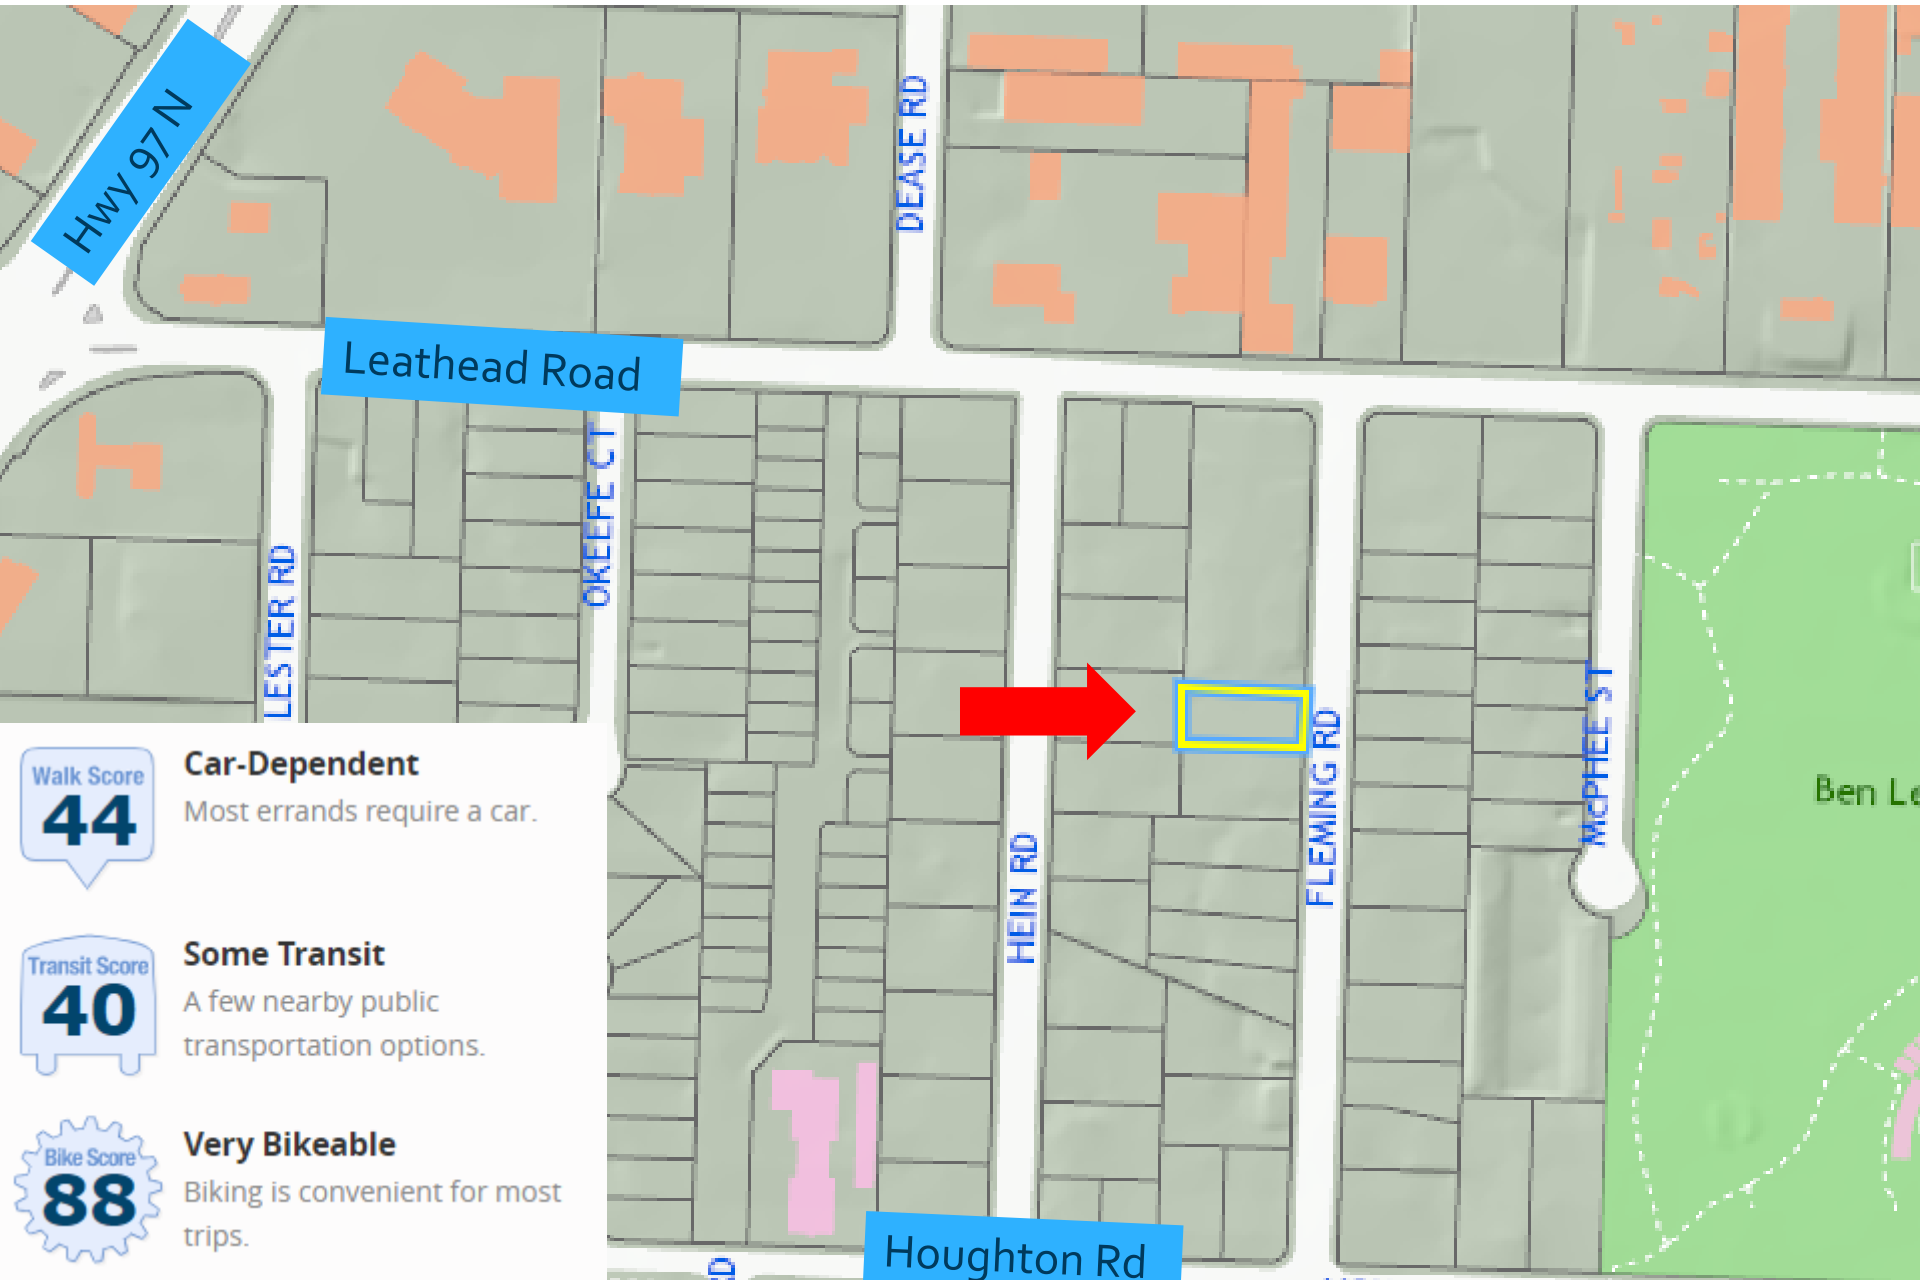 Hwy 97 N
DEASE RD
Leathead Road
LESTER RD
OKEEFE CT
HEIN RD
FLEMING RD
McPHEE ST
Ben Le
Walk Score
44
Car-Dependent
Most errands require a car.
Transit Score
40
Some Transit
A few nearby public
transportation options.
Bike Score
88
Very Bikeable
Biking is convenient for most
trips.
Houghton Rd